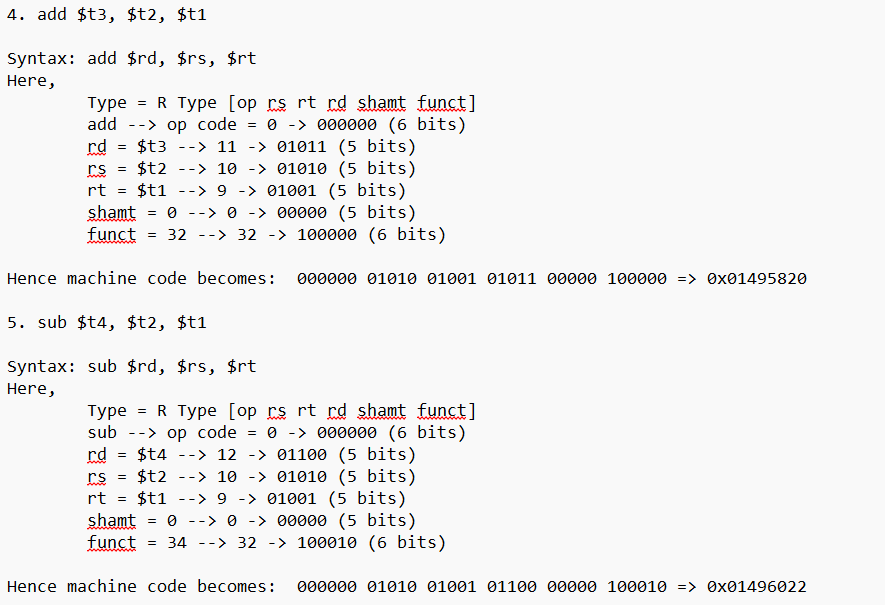 4. add $t3, $t2, $t1
Syntax: add $rd, $rs, $rt
Here,
Type = R Type [op rs rt rd shamt funct]
add --> op code = 0 -> 000000 (6 bits)
rd = $t3 --> 11 -> 01011 (5 bits)
rs = $t2 --> 10 -> 01010 (5 bits)
rt = $t1 --> 9 -> 01001 (5 bits)
shamt = 0 --> 0 -> 00000 (5 bits)
funct = 32 --> 32 -> 100000 (6 bits)
Hence machine code becomes:  000000 01010 01001 01011 00000 100000 => 0x01495820
5. sub $t4, $t2, $t1
Syntax: sub $rd, $rs, $rt
Here,
Type = R Type [op rs rt rd shamt funct]
sub --> op code = 0 -> 000000 (6 bits)
rd = $t4 --> 12 -> 01100 (5 bits)
rs = $t2 --> 10 -> 01010 (5 bits)
rt = $t1 --> 9 -> 01001 (5 bits)
shamt = 0 --> 0 -> 00000 (5 bits)
funct = 34 --> 32 -> 100010 (6 bits)
Hence machine code becomes:  000000 01010 01001 01100 00000 100010 => 0x01496022